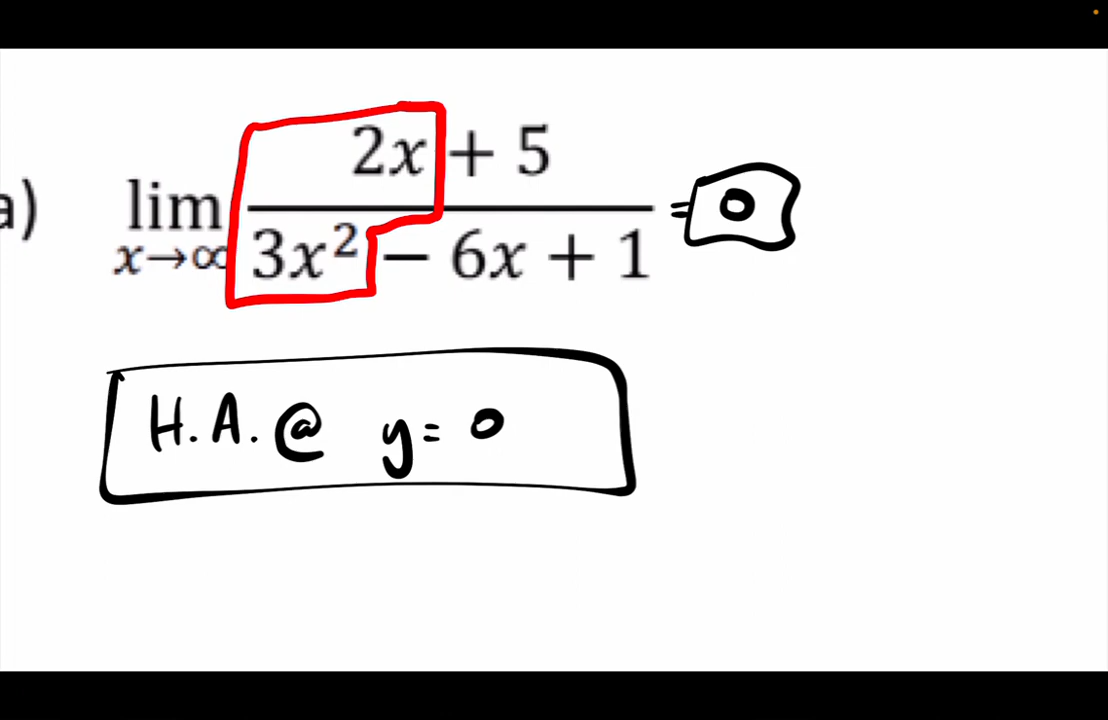 a) lim x→∞ (2x + 5)/(3x² − 6x + 1) = 0
H.A. @ y = 0